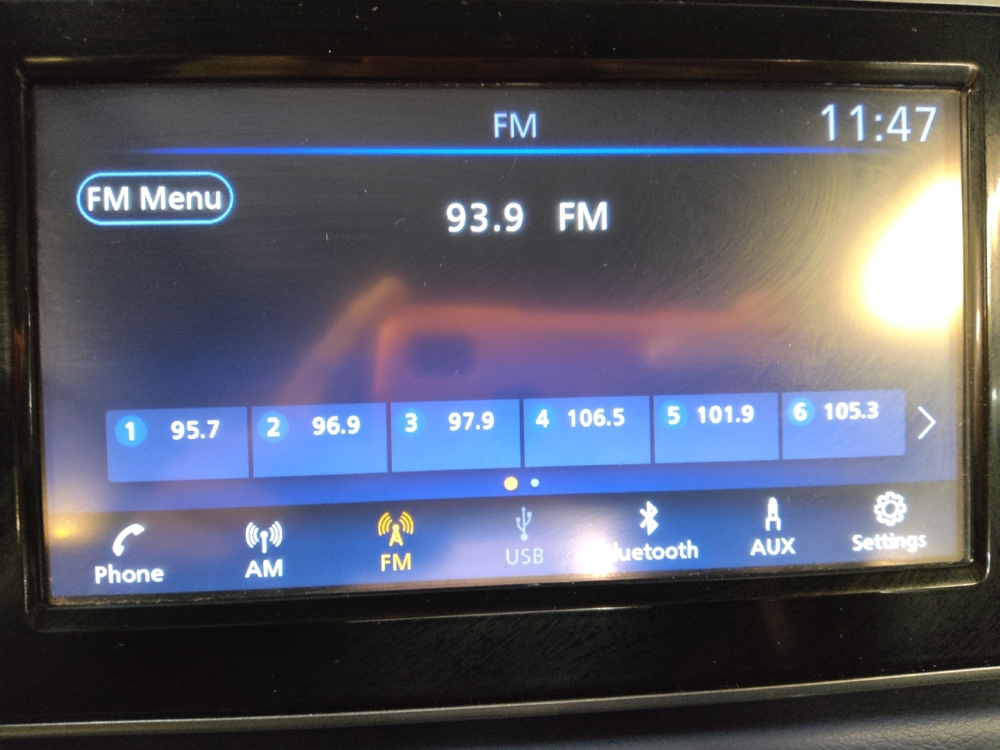 FM
11:47
FM Menu
93.9 FM
1 95.7 2 96.9 3 97.9 4 106.5 5 101.9 6 105.3
Phone AM FM USB AUX Settings